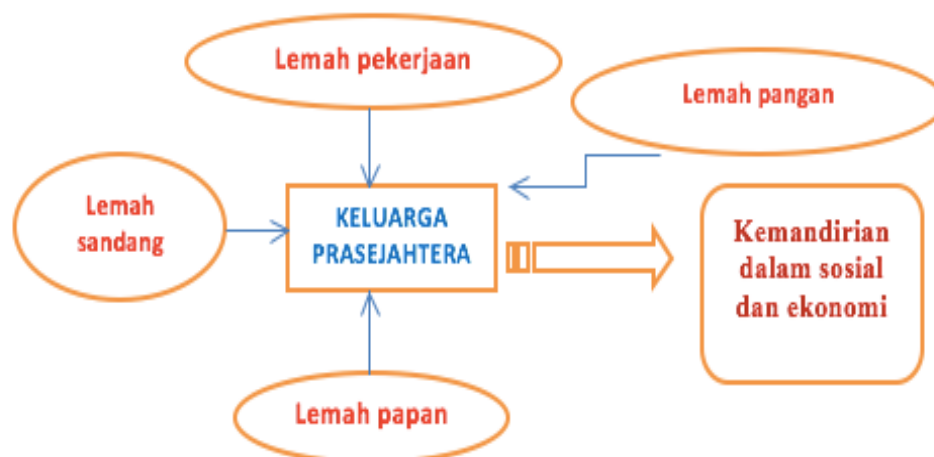 Lemah pekerjaan
Lemah pangan
Lemah
sandang
KELUARGA
PRASEJAHTERA
Kemandirian
dalam sosial
dan ekonomi
Lemah papan